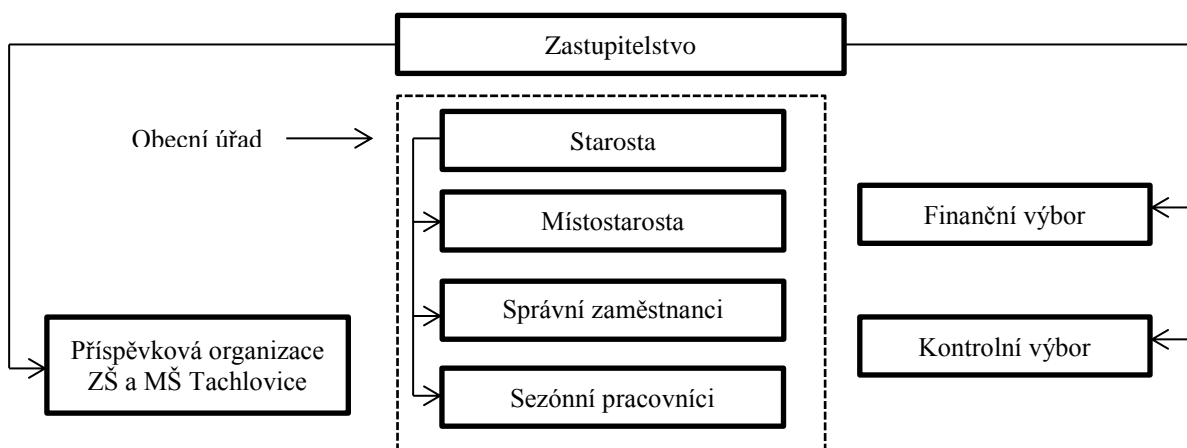 Zastupitelstvo
Obecní úřad
Starosta
Místostarosta
Finanční výbor
Správní zaměstnanci
Příspěvková organizace
ZŠ a MŠ Tachlovice
Kontrolní výbor
Sezónní pracovníci